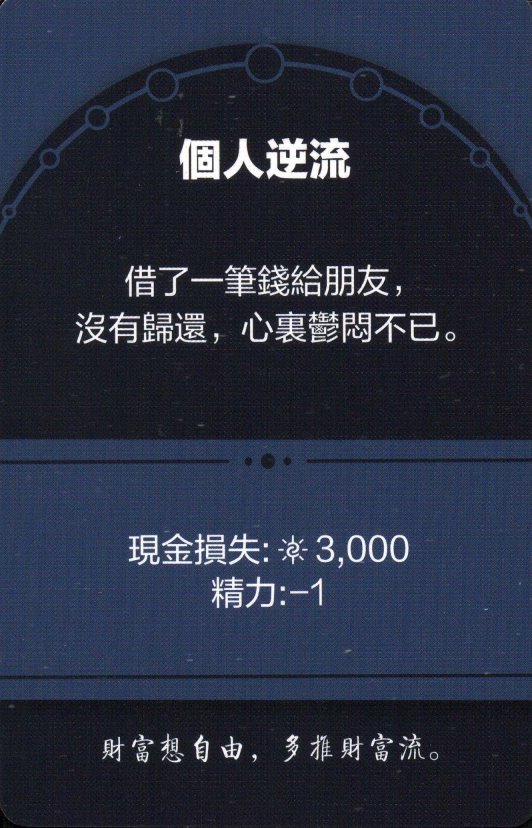 個人逆流
借了一筆錢給朋友，
沒有歸還，心裏鬱悶不已。
現金損失: 3,000
精力:−1
財富想自由，多推財富流。